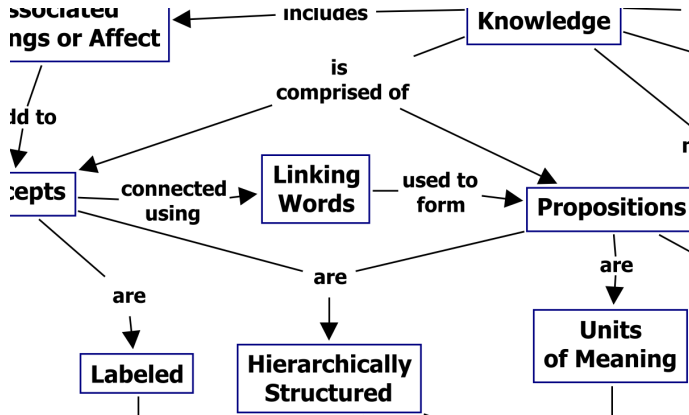 ssociated
ngs or Affect
includes
Knowledge
is
comprised of
dd to
cepts
connected
using
Linking
Words
used to
form
Propositions
are
are
are
Labeled
Hierarchically
Structured
Units
of Meaning